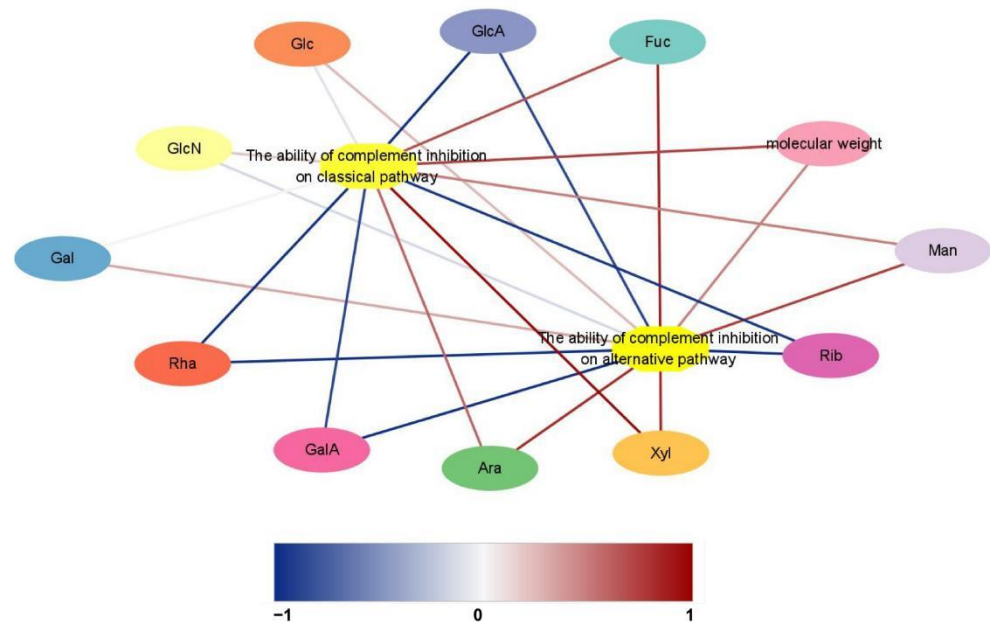 GlcA
Glc
Fuc
molecular weight
GlcN
The ability of complement inhibition
on classical pathway
Man
Gal
The ability of complement inhibition
on alternative pathway
Rib
Rha
GalA
Xyl
Ara
−1
0
1